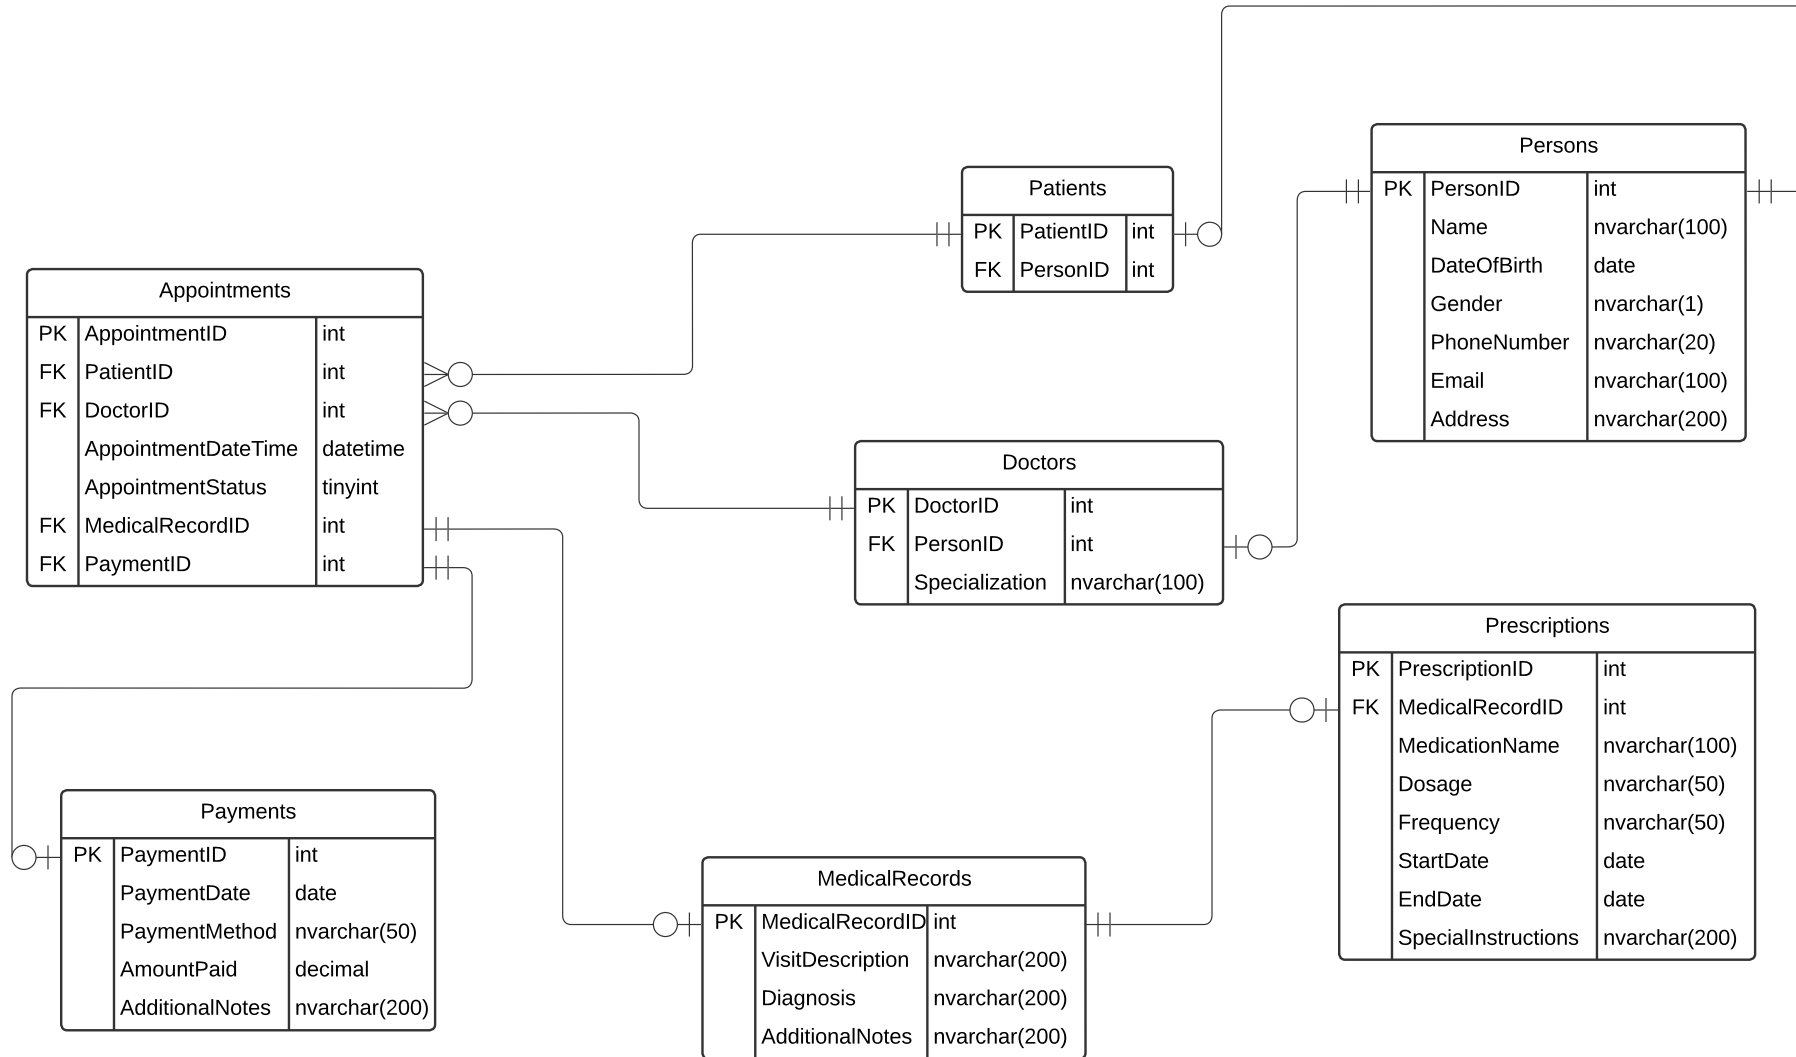 Persons
PK PersonID int
Name nvarchar(100)
DateOfBirth date
Gender nvarchar(1)
PhoneNumber nvarchar(20)
Email nvarchar(100)
Address nvarchar(200)
Patients
PK PatientID int
FK PersonID int
Appointments
PK AppointmentID int
FK PatientID int
FK DoctorID int
AppointmentDateTime datetime
AppointmentStatus tinyint
FK MedicalRecordID int
FK PaymentID int
Doctors
PK DoctorID int
FK PersonID int
Specialization nvarchar(100)
Prescriptions
PK PrescriptionID int
FK MedicalRecordID int
MedicationName nvarchar(100)
Dosage nvarchar(50)
Frequency nvarchar(50)
StartDate date
EndDate date
SpecialInstructions nvarchar(200)
Payments
PK PaymentID int
PaymentDate date
PaymentMethod nvarchar(50)
AmountPaid decimal
AdditionalNotes nvarchar(200)
MedicalRecords
PK MedicalRecordID int
VisitDescription nvarchar(200)
Diagnosis nvarchar(200)
AdditionalNotes nvarchar(200)